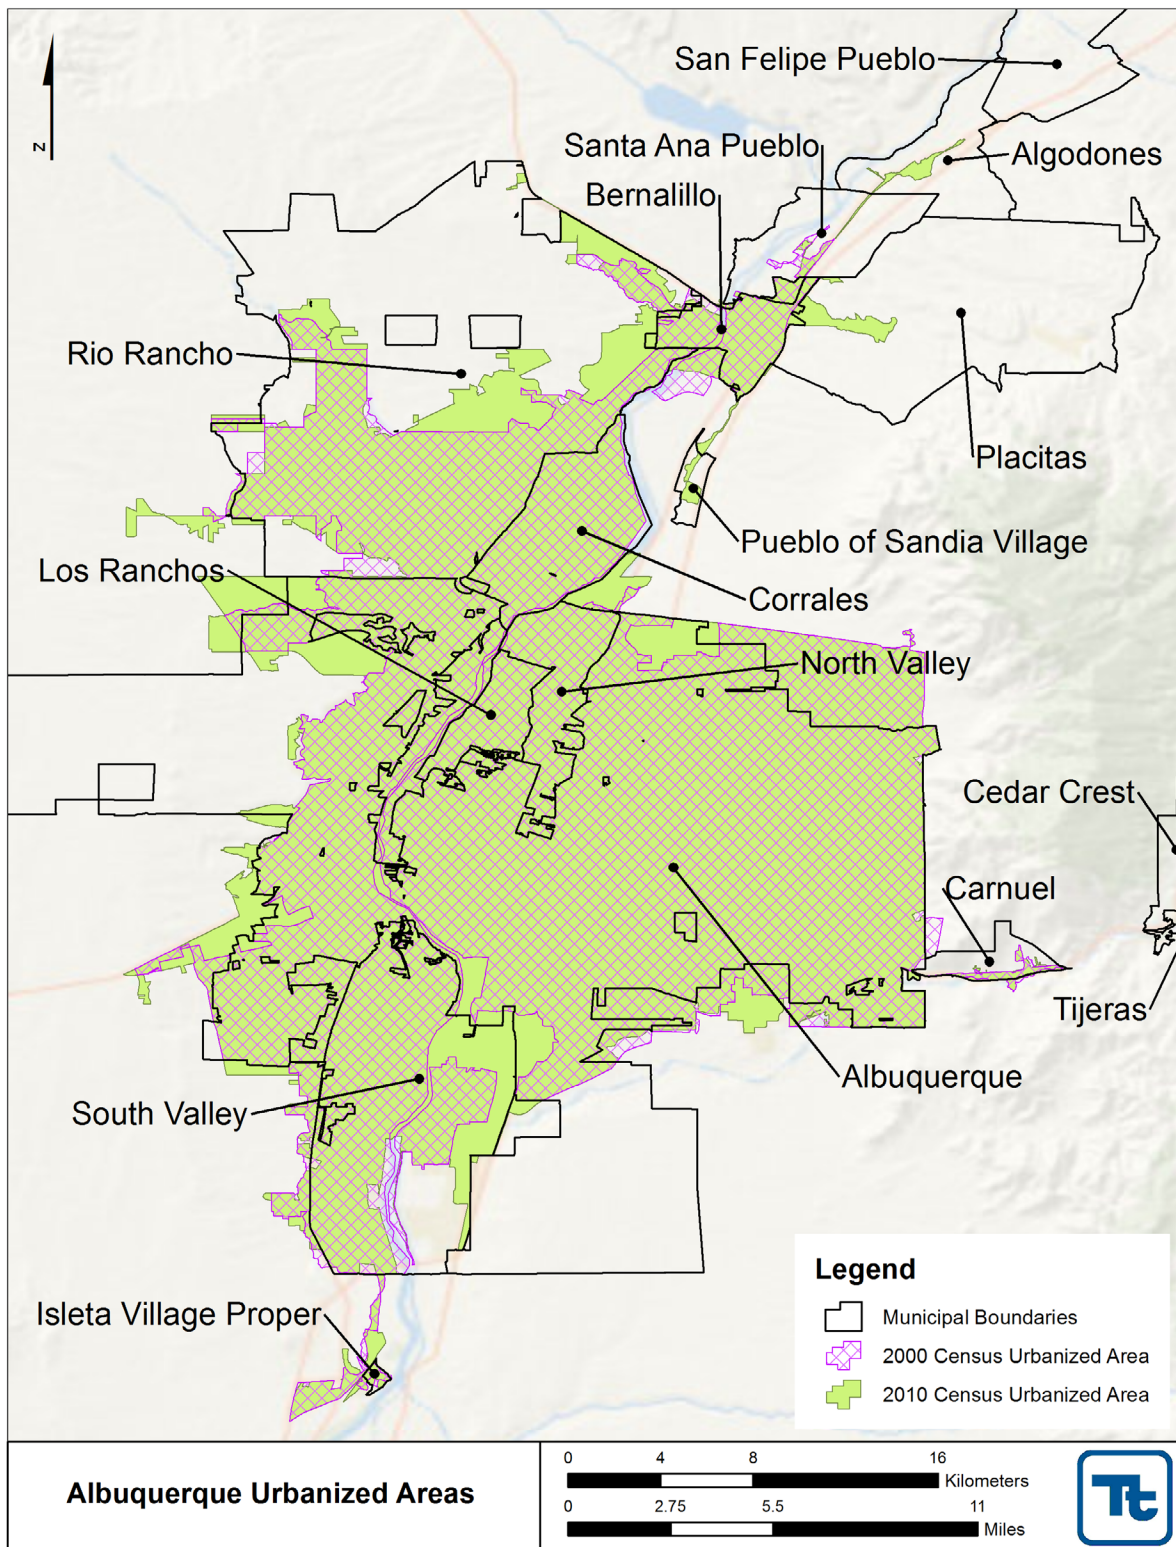 San Felipe Pueblo
Santa Ana Pueblo
Algodones
Bernalillo
N
Rio Rancho
Placitas
Pueblo of Sandia Village
Los Ranchos
Corrales
North Valley
Cedar Crest
Carnuel
Tijeras
Albuquerque
South Valley
Legend
Municipal Boundaries
2000 Census Urbanized Area
2010 Census Urbanized Area
Isleta Village Proper
Albuquerque Urbanized Areas
0 4 8 16
Kilometers
0 2.75 5.5 11
Miles
Tt